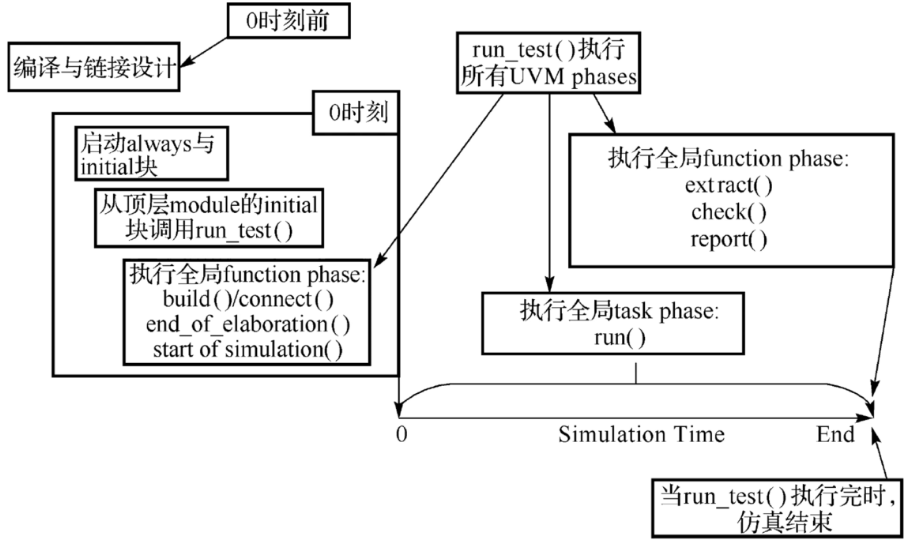 0时刻前
编译与链接设计
0时刻
启动always与
initial块
从顶层module的initial
块调用run_test()
执行全局function phase:
build()/connect()
end_of_elaboration()
start of simulation()
run_test()执行
所有UVM phases
执行全局function phase:
extract()
check()
report()
执行全局task phase:
run()
0
Simulation Time
End
当run_test()执行完时,
仿真结束